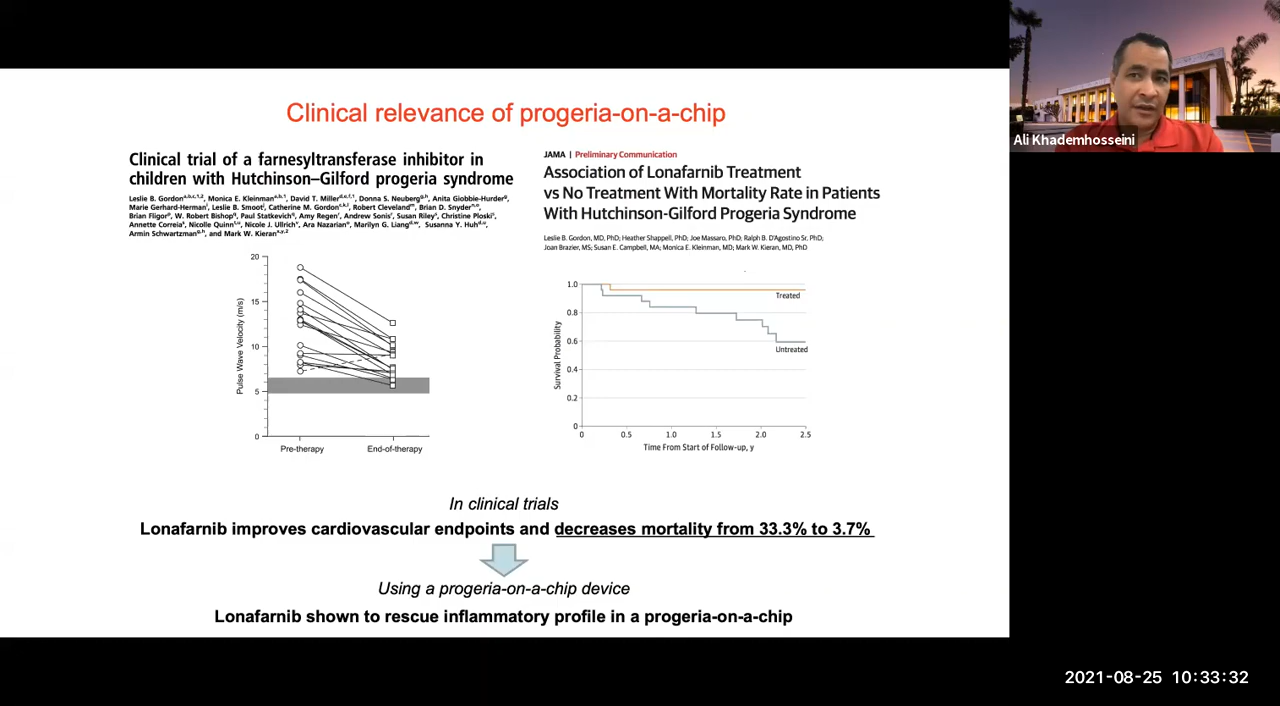 Clinical relevance of progeria-on-a-chip
Clinical trial of a farnesyltransferase inhibitor in
children with Hutchinson–Gilford progeria syndrome
Leslie B. Gordon, Monica E. Kleinman, David T. Miller, Donna S. Neuberg, Anita Giobbie-Hurder,
Marie Gerhard-Herman, Leslie B. Smoot, Catherine M. Gordon, Robert Cleveland, Brian D. Snyder,
Brian Fligor, W. Robert Bishop, Paul Statkevich, Amy Regen, Andrew Sonis, Susan Riley, Christine Ploski,
Annette Correia, Nicolle Quinn, Nicole J. Ullrich, Ara Nazarian, Marilyn G. Liang, Susanna Y. Huh,
Armin Schwartzman, and Mark W. Kieran
20
15
10
5
0
Pulse Wave Velocity (m/s)
Pre-therapy
End-of-therapy
JAMA | Preliminary Communication
Association of Lonafarnib Treatment
vs No Treatment With Mortality Rate in Patients
With Hutchinson-Gilford Progeria Syndrome
Leslie B. Gordon, MD, PhD; Heather Shappell, PhD; Joe Massaro, PhD; Ralph B. D'Agostino Sr, PhD;
Joan Brazier, MS; Susan E. Campbell, MA; Monica E. Kleinman, MD; Mark W. Kieran, MD, PhD
1.0
0.8
0.6
0.4
0.2
0
Survival Probability
Treated
Untreated
0 0.5 1.0 1.5 2.0 2.5
Time From Start of Follow-up, y
In clinical trials
Lonafarnib improves cardiovascular endpoints and decreases mortality from 33.3% to 3.7%
Using a progeria-on-a-chip device
Lonafarnib shown to rescue inflammatory profile in a progeria-on-a-chip
Ali Khademhosseini
2021-08-25 10:33:32